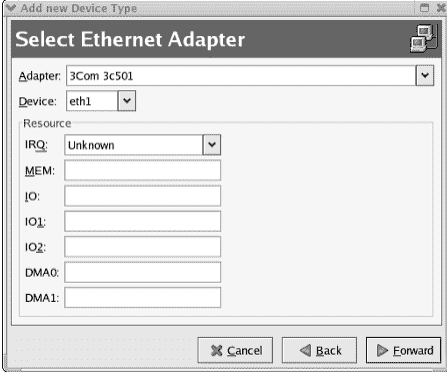 Add new Device Type
Select Ethernet Adapter
Adapter: 3Com 3c501
Device: eth1
Resource
IRQ: Unknown
MEM:
IO:
IO1:
IO2:
DMA0:
DMA1:
Cancel Back Forward